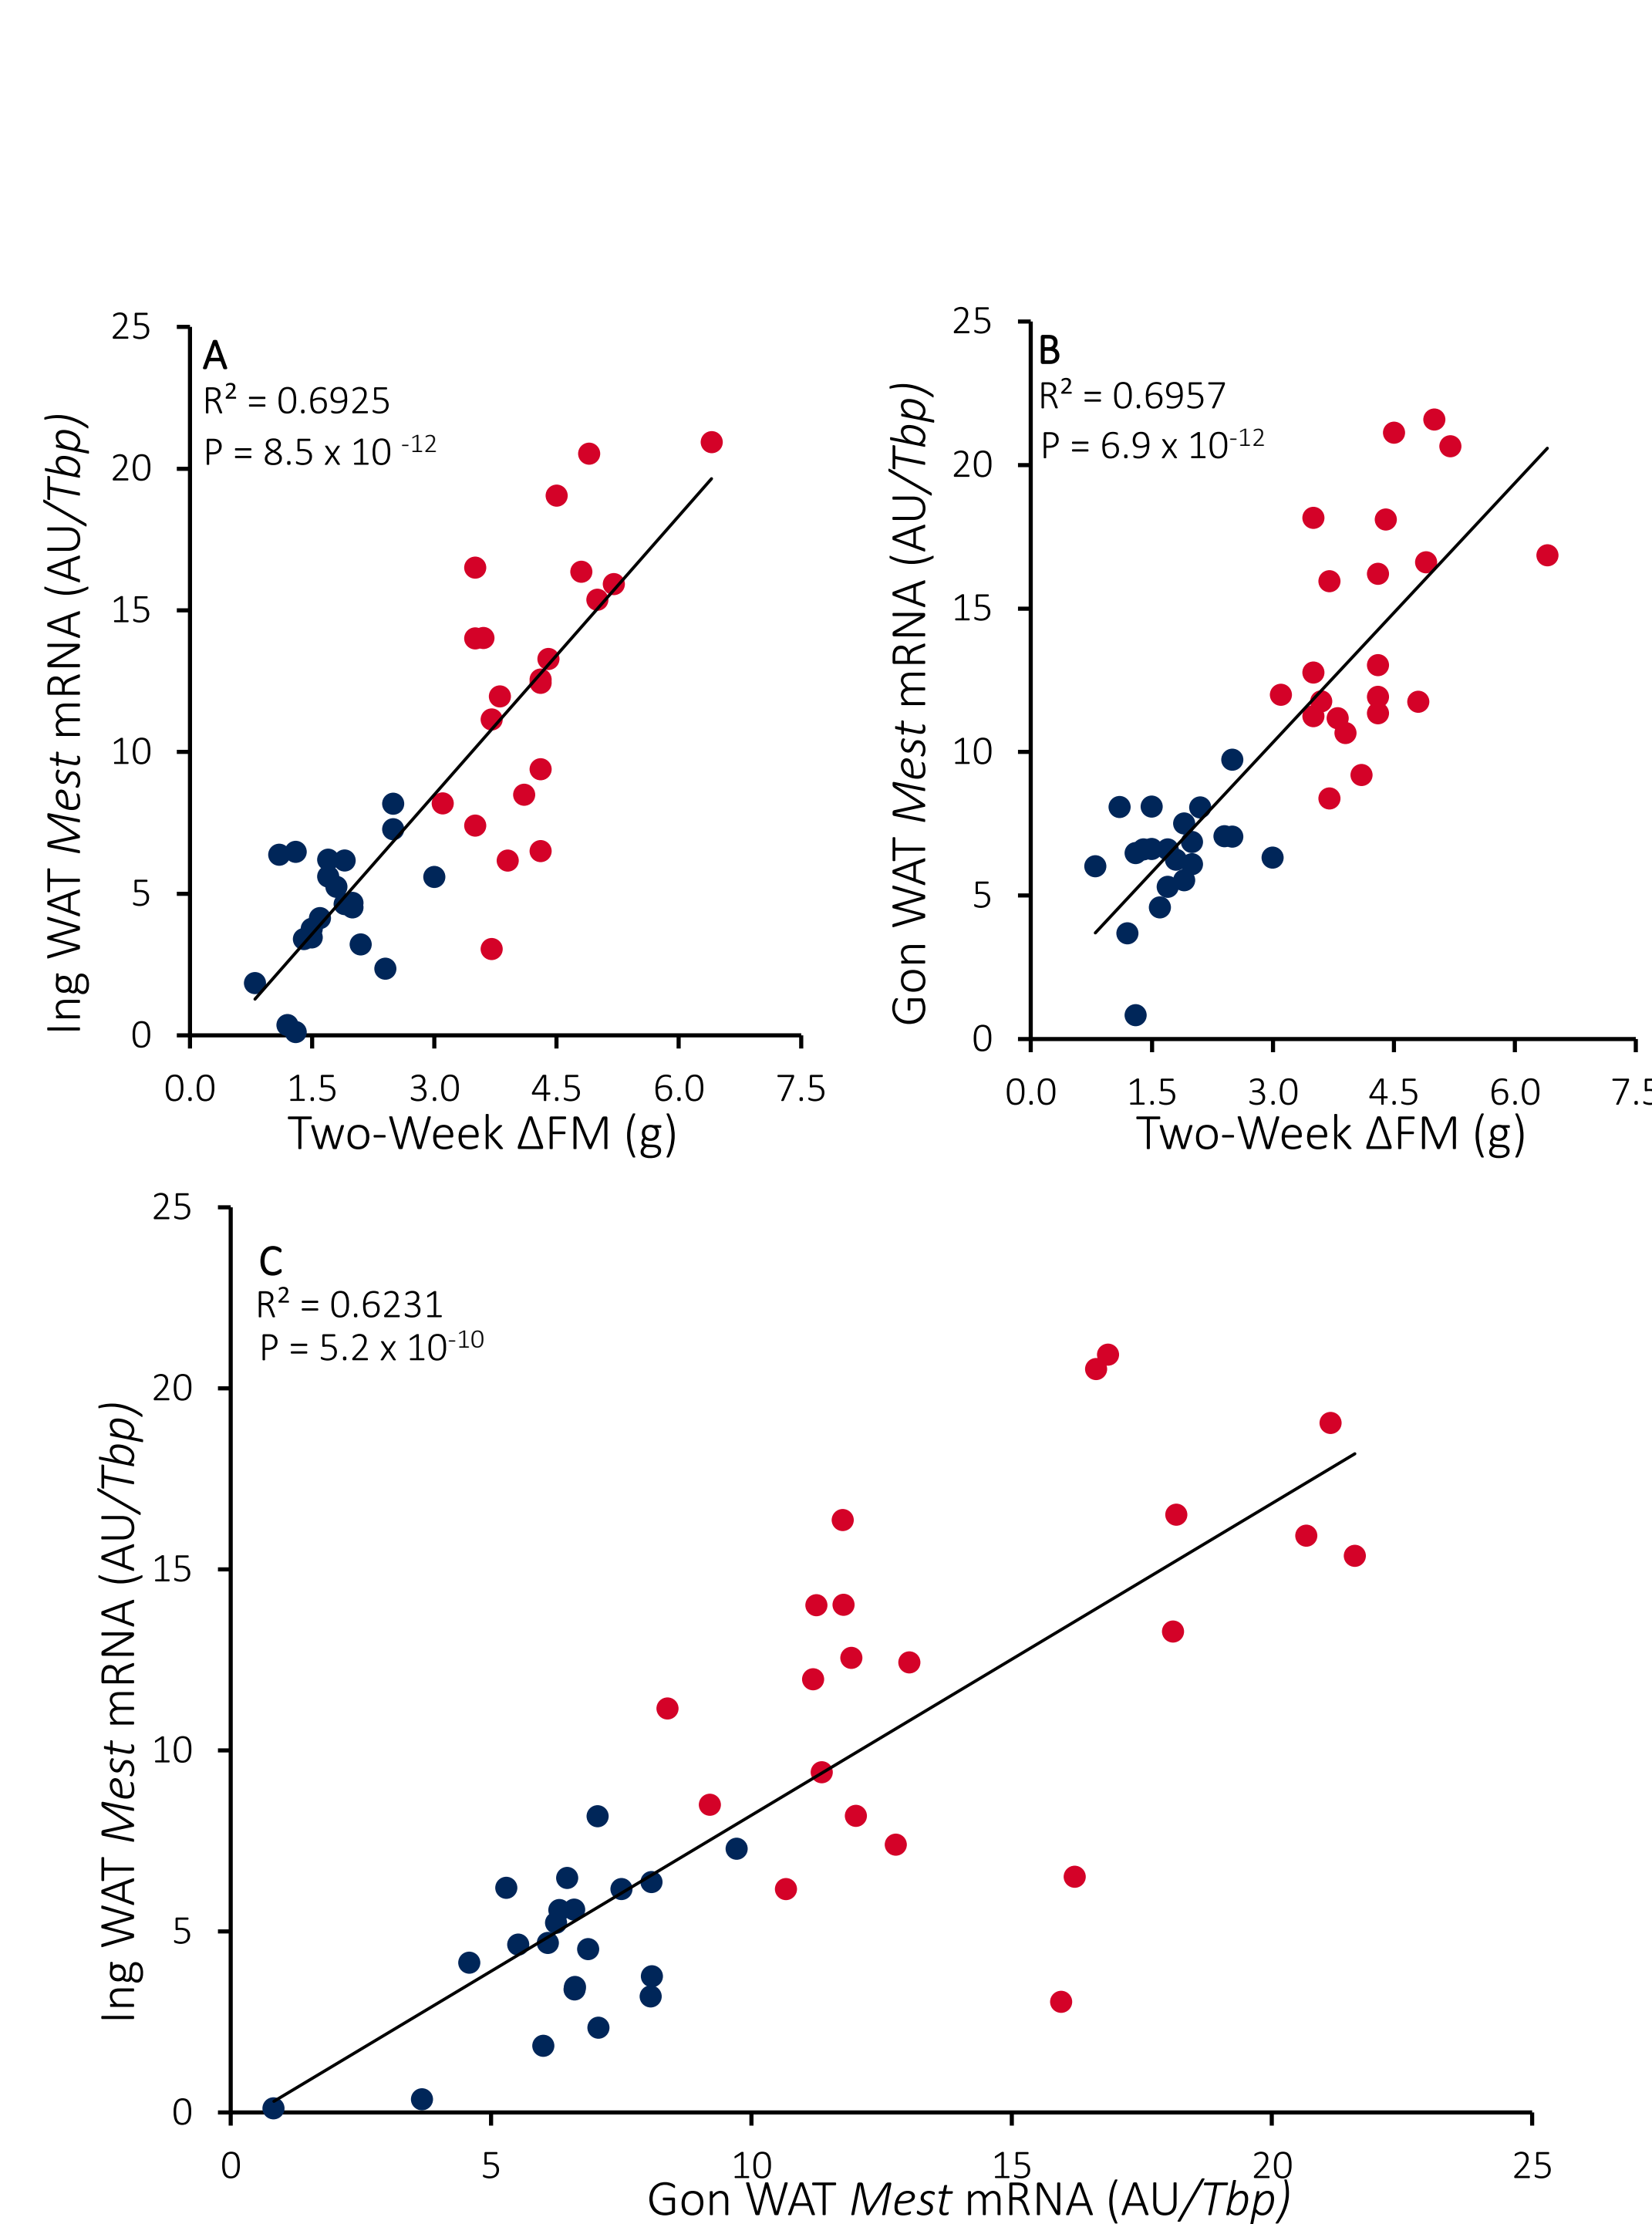 A
R² = 0.6925
P = 8.5 x 10 -12
25
20
15
10
5
0
Ing WAT Mest mRNA (AU/Tbp)
0.0 1.5 3.0 4.5 6.0 7.5
Two-Week ΔFM (g)
B
R² = 0.6957
P = 6.9 x 10-12
25
20
15
10
5
0
Gon WAT Mest mRNA (AU/Tbp)
0.0 1.5 3.0 4.5 6.0 7.5
Two-Week ΔFM (g)
C
R² = 0.6231
P = 5.2 x 10-10
25
20
15
10
5
0
Ing WAT Mest mRNA (AU/Tbp)
0 5 10 15 20 25
Gon WAT Mest mRNA (AU/Tbp)